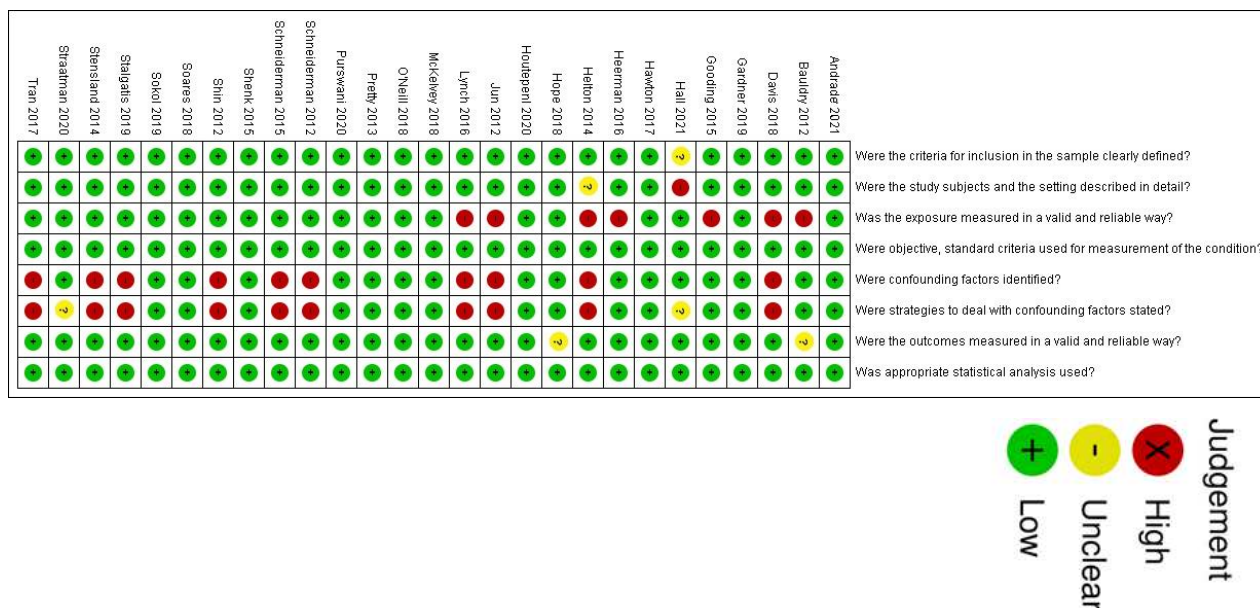 Tran 2017
Straatman 2020
Stensland 2014
Stalgatis 2019
Sokol 2019
Soares 2018
Shin 2012
Shenk 2015
Schneiderman 2015
Schneiderman 2012
Purswani 2020
Pretty 2013
O'Neill 2018
McKelvey 2018
Lynch 2016
Jun 2012
Houtepenl 2020
Hope 2018
Helton 2014
Heerman 2016
Hawton 2017
Hall 2021
Gooding 2015
Gardner 2019
Davis 2018
Bauldry 2012
Andrade 2021
+ + + + + + + + + + + + + + + + + + + + + ? + + + + + Were the criteria for inclusion in the sample clearly defined?
+ + + + + + + + + + + + + + + + + + ? + + - + + + + + Were the study subjects and the setting described in detail?
+ + + + + + + + + + + + + + - - + + - - + + - + - - + Was the exposure measured in a valid and reliable way?
+ + + + + + + + + + + + + + + + + + + + + + + + + + + Were objective, standard criteria used for measurement of the condition?
- + - - + + - + - - + + + + - - + + - + + + + + - + + Were confounding factors identified?
- ? - - + + - + - - + + + + - - + + - + + ? + + - + + Were strategies to deal with confounding factors stated?
+ + + + + + + + + + + + + + + + + ? + + + + + + + ? + Were the outcomes measured in a valid and reliable way?
+ + + + + + + + + + + + + + + + + + + + + + + + + + + Was appropriate statistical analysis used?
Judgement
X High
- Unclear
+ Low